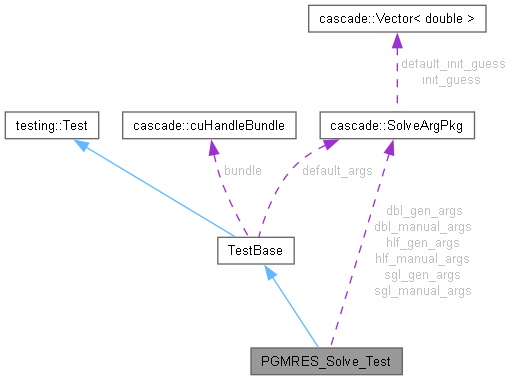 cascade::Vector< double >
default_init_guess
init_guess
testing::Test
cascade::cuHandleBundle
cascade::SolveArgPkg
bundle
default_args
dbl_gen_args
dbl_manual_args
hlf_gen_args
hlf_manual_args
sgl_gen_args
sgl_manual_args
TestBase
PGMRES_Solve_Test